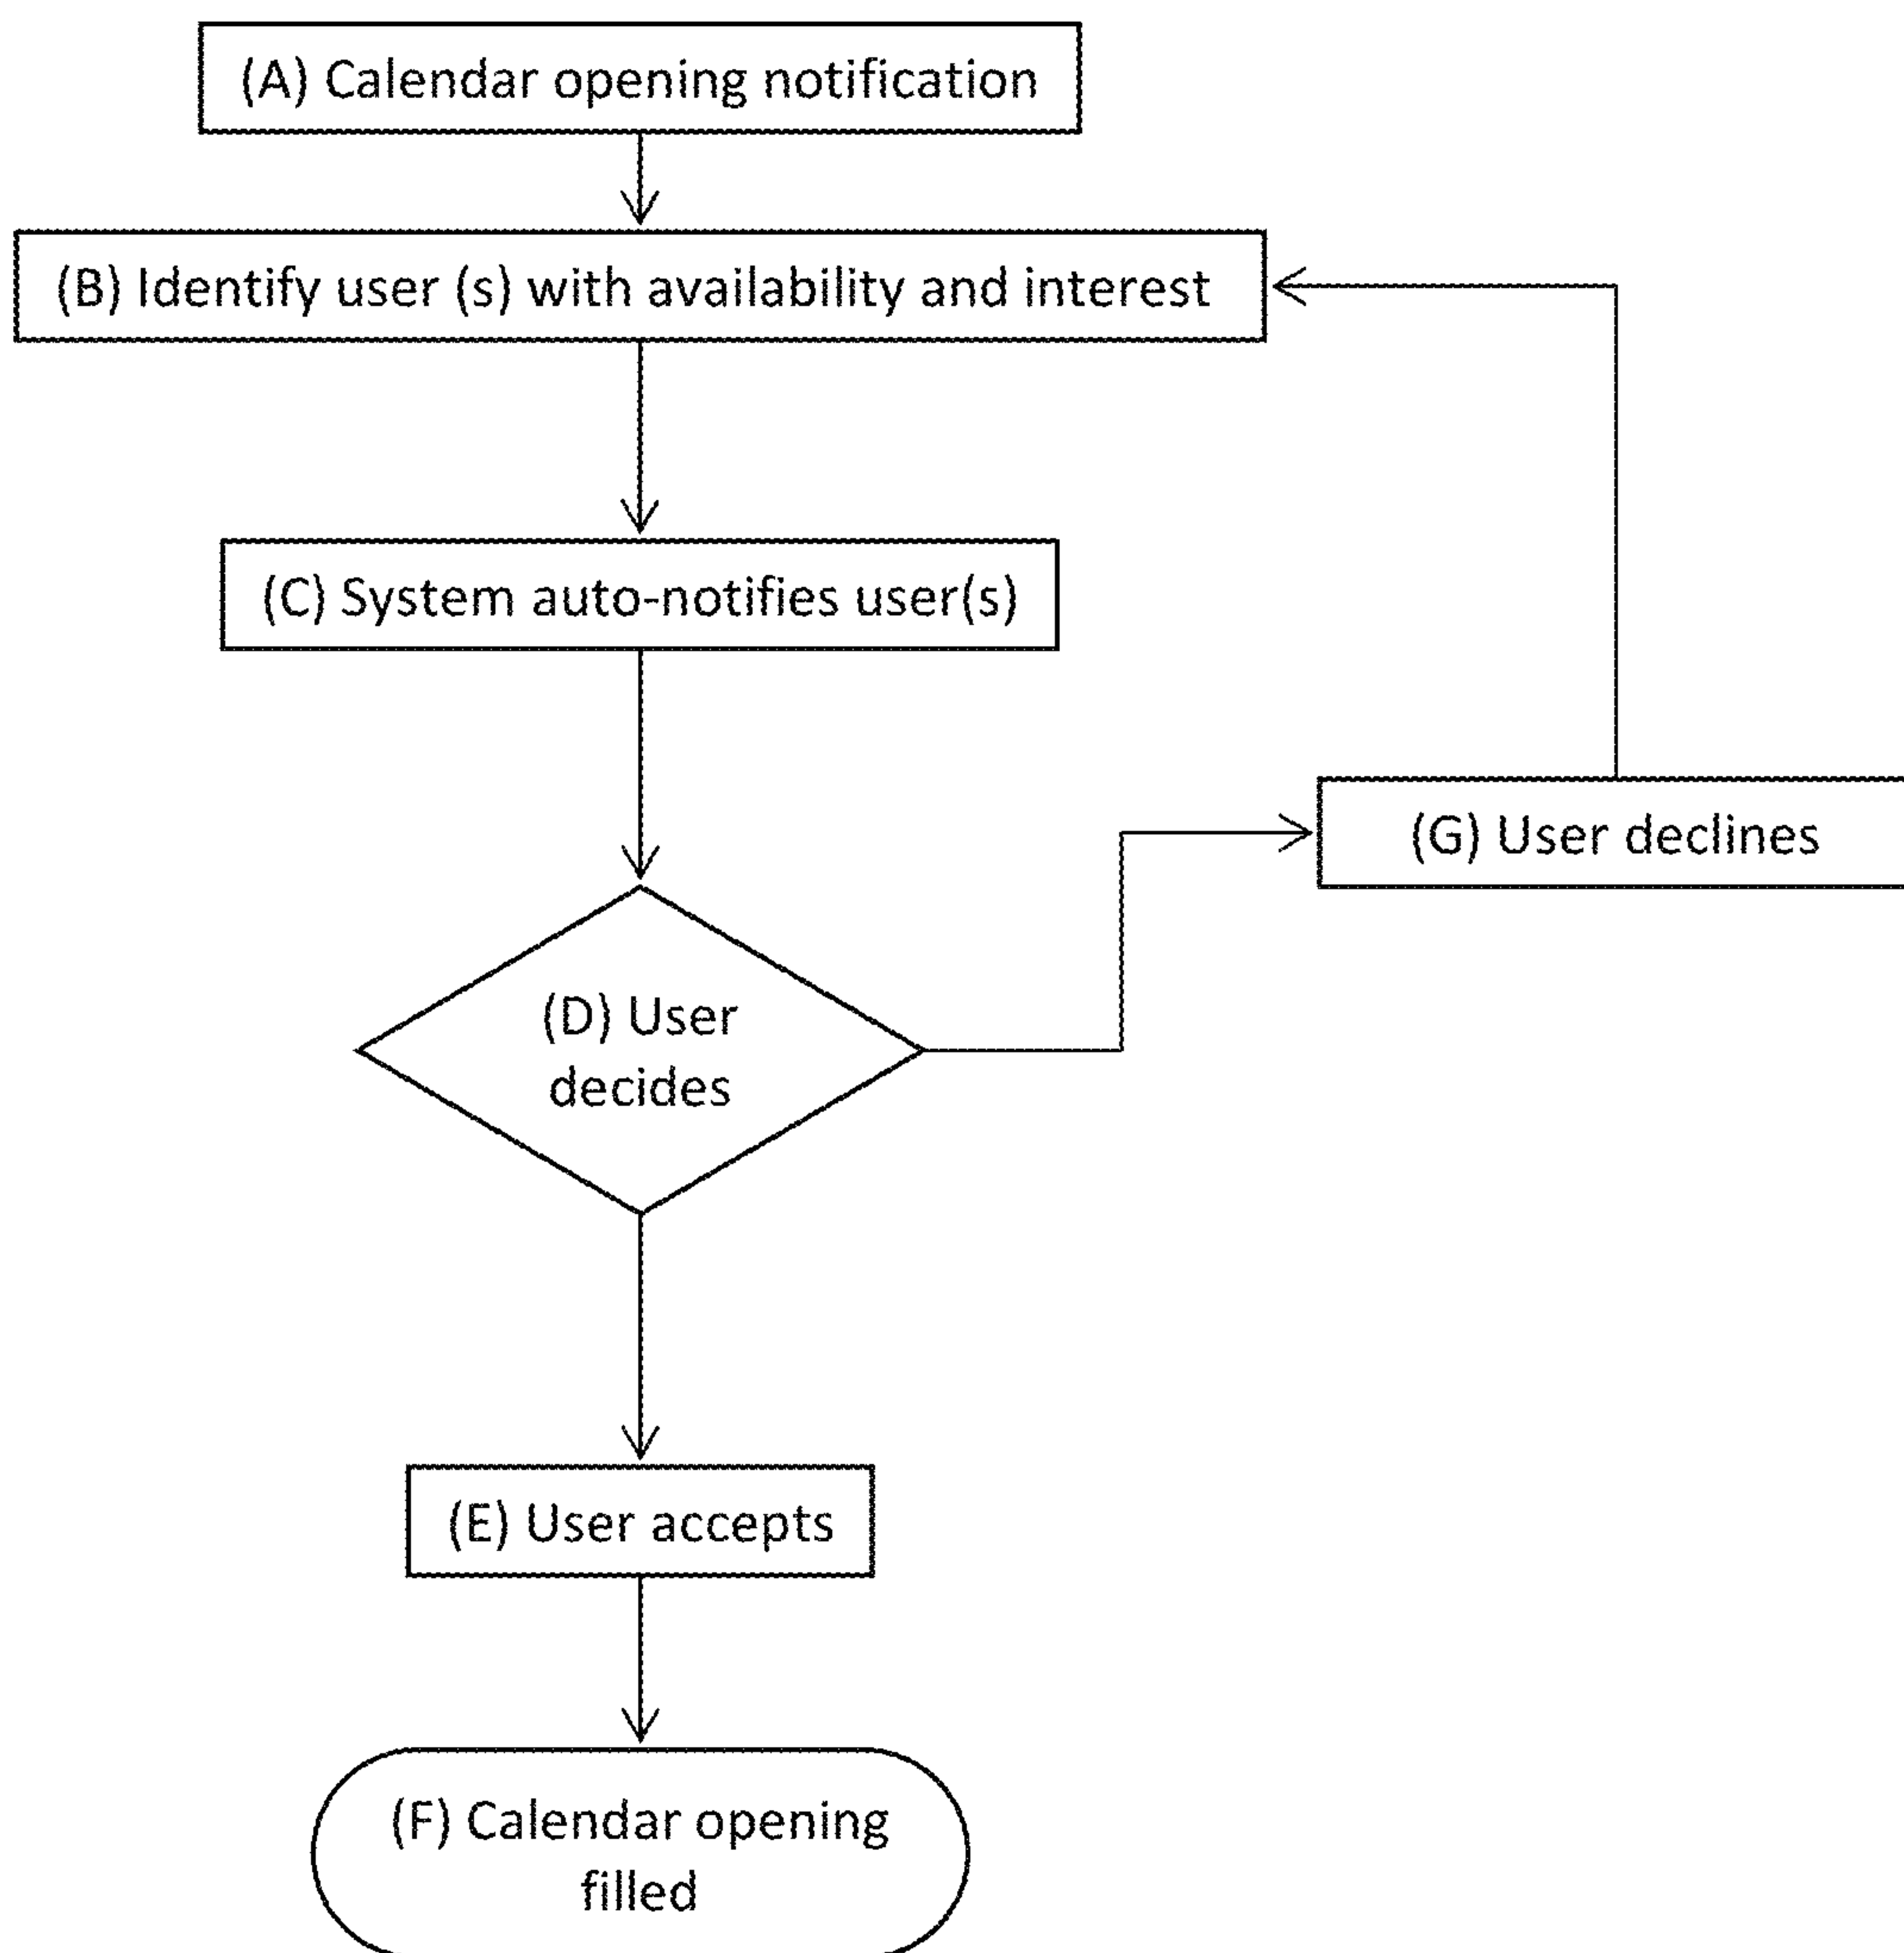 (A) Calendar opening notification
(B) Identify user (s) with availability and interest
(C) System auto-notifies user(s)
(G) User declines
(D) User
decides
(E) User accepts
(F) Calendar opening
filled